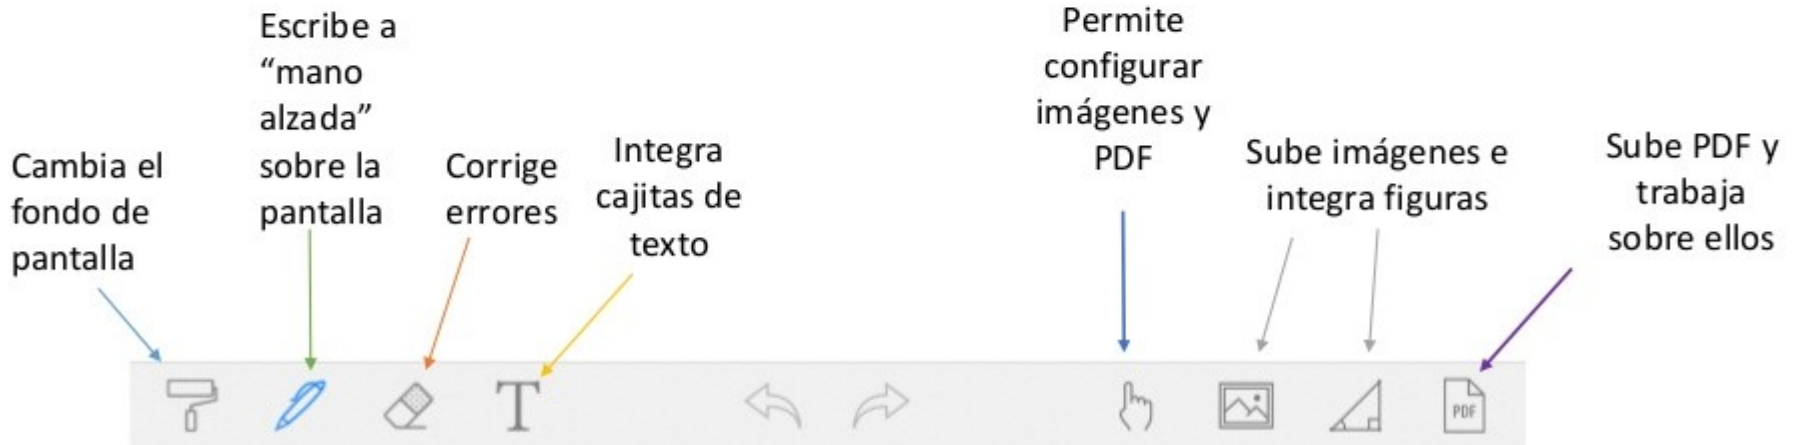 Cambia el
fondo de
pantalla
Escribe a
“mano
alzada”
sobre la
pantalla
Corrige
errores
Integra
cajitas de
texto
Permite
configurar
imágenes y
PDF
Sube imágenes e
integra figuras
Sube PDF y
trabaja
sobre ellos
T
PDF